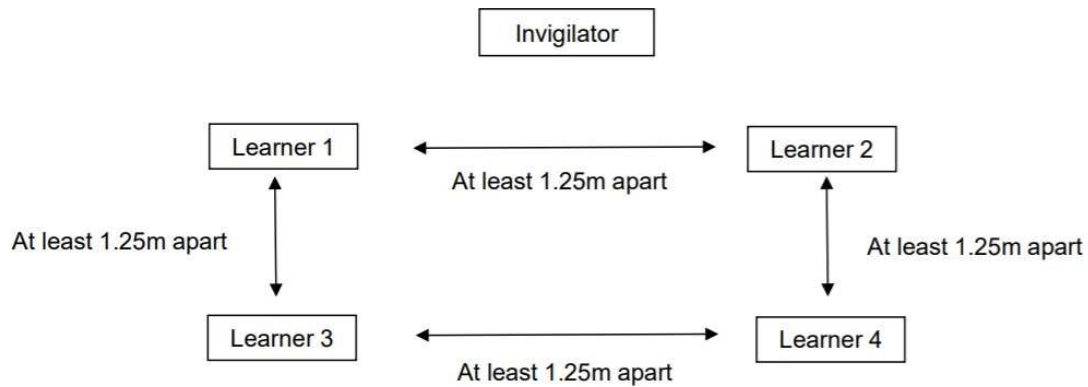 Invigilator
Learner 1
Learner 2
At least 1.25m apart
At least 1.25m apart
At least 1.25m apart
Learner 3
Learner 4
At least 1.25m apart